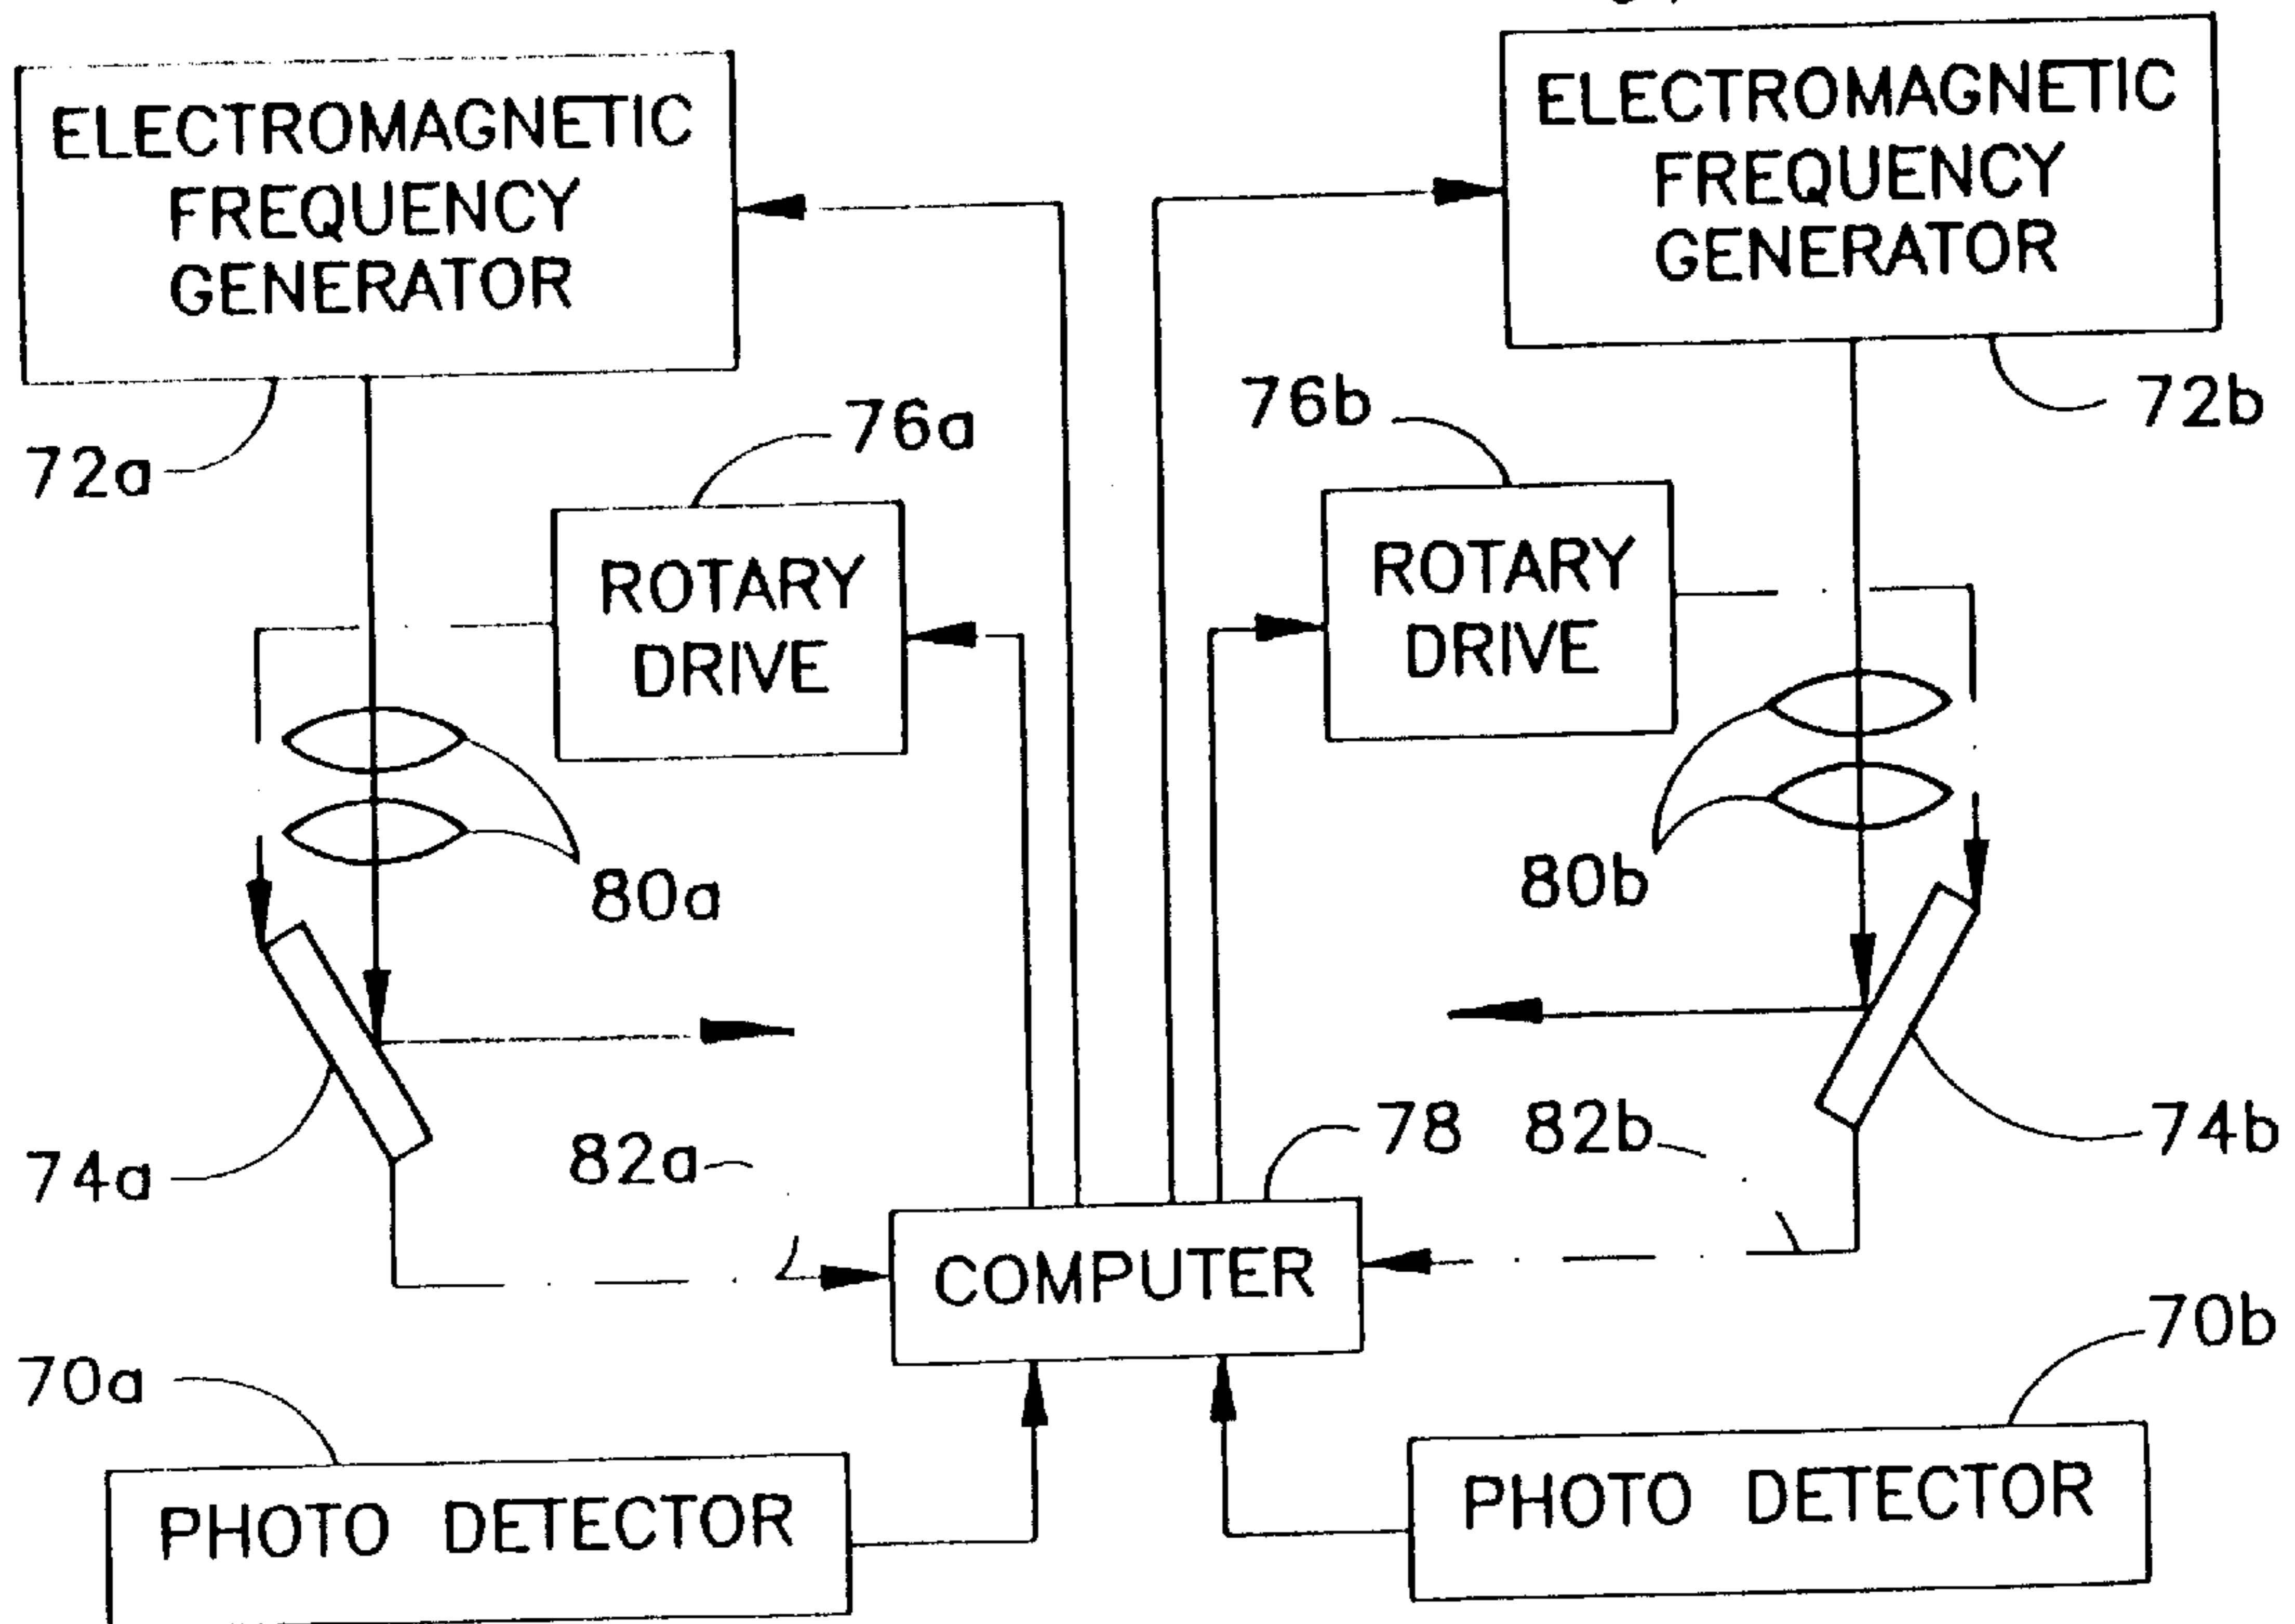 ELECTROMAGNETIC
FREQUENCY
GENERATOR
ELECTROMAGNETIC
FREQUENCY
GENERATOR
72a
76a
76b
72b
ROTARY
DRIVE
ROTARY
DRIVE
80a
80b
74a
82a
78
82b
74b
COMPUTER
70a
70b
PHOTO DETECTOR
PHOTO DETECTOR